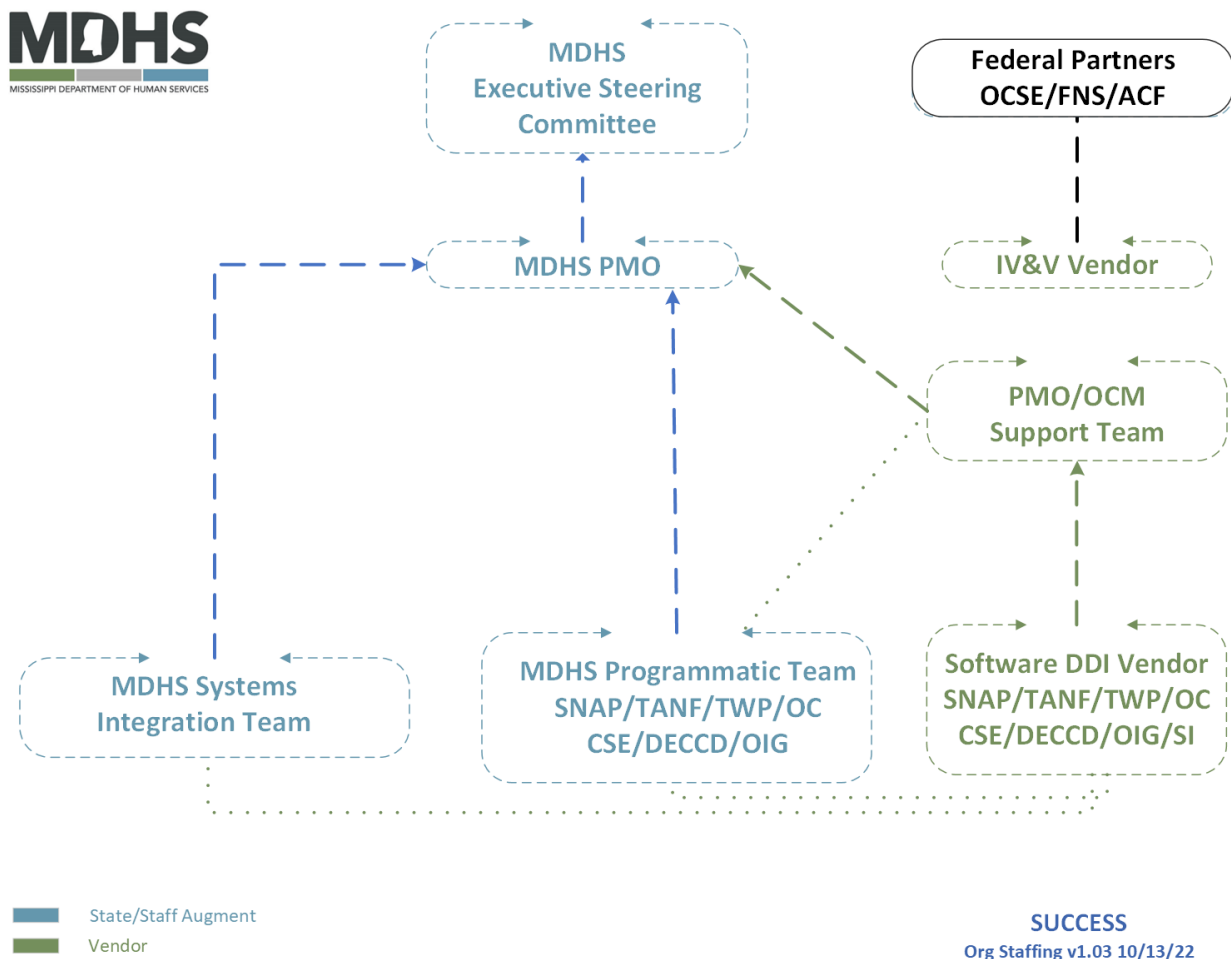 MDHS
MISSISSIPPI DEPARTMENT OF HUMAN SERVICES
MDHS
Executive Steering
Committee
Federal Partners
OCSE/FNS/ACF
MDHS PMO
IV&V Vendor
PMO/OCM
Support Team
MDHS Systems
Integration Team
MDHS Programmatic Team
SNAP/TANF/TWP/OC
CSE/DECCD/OIG
Software DDI Vendor
SNAP/TANF/TWP/OC
CSE/DECCD/OIG/SI
State/Staff Augment
Vendor
SUCCESS
Org Staffing v1.03 10/13/22